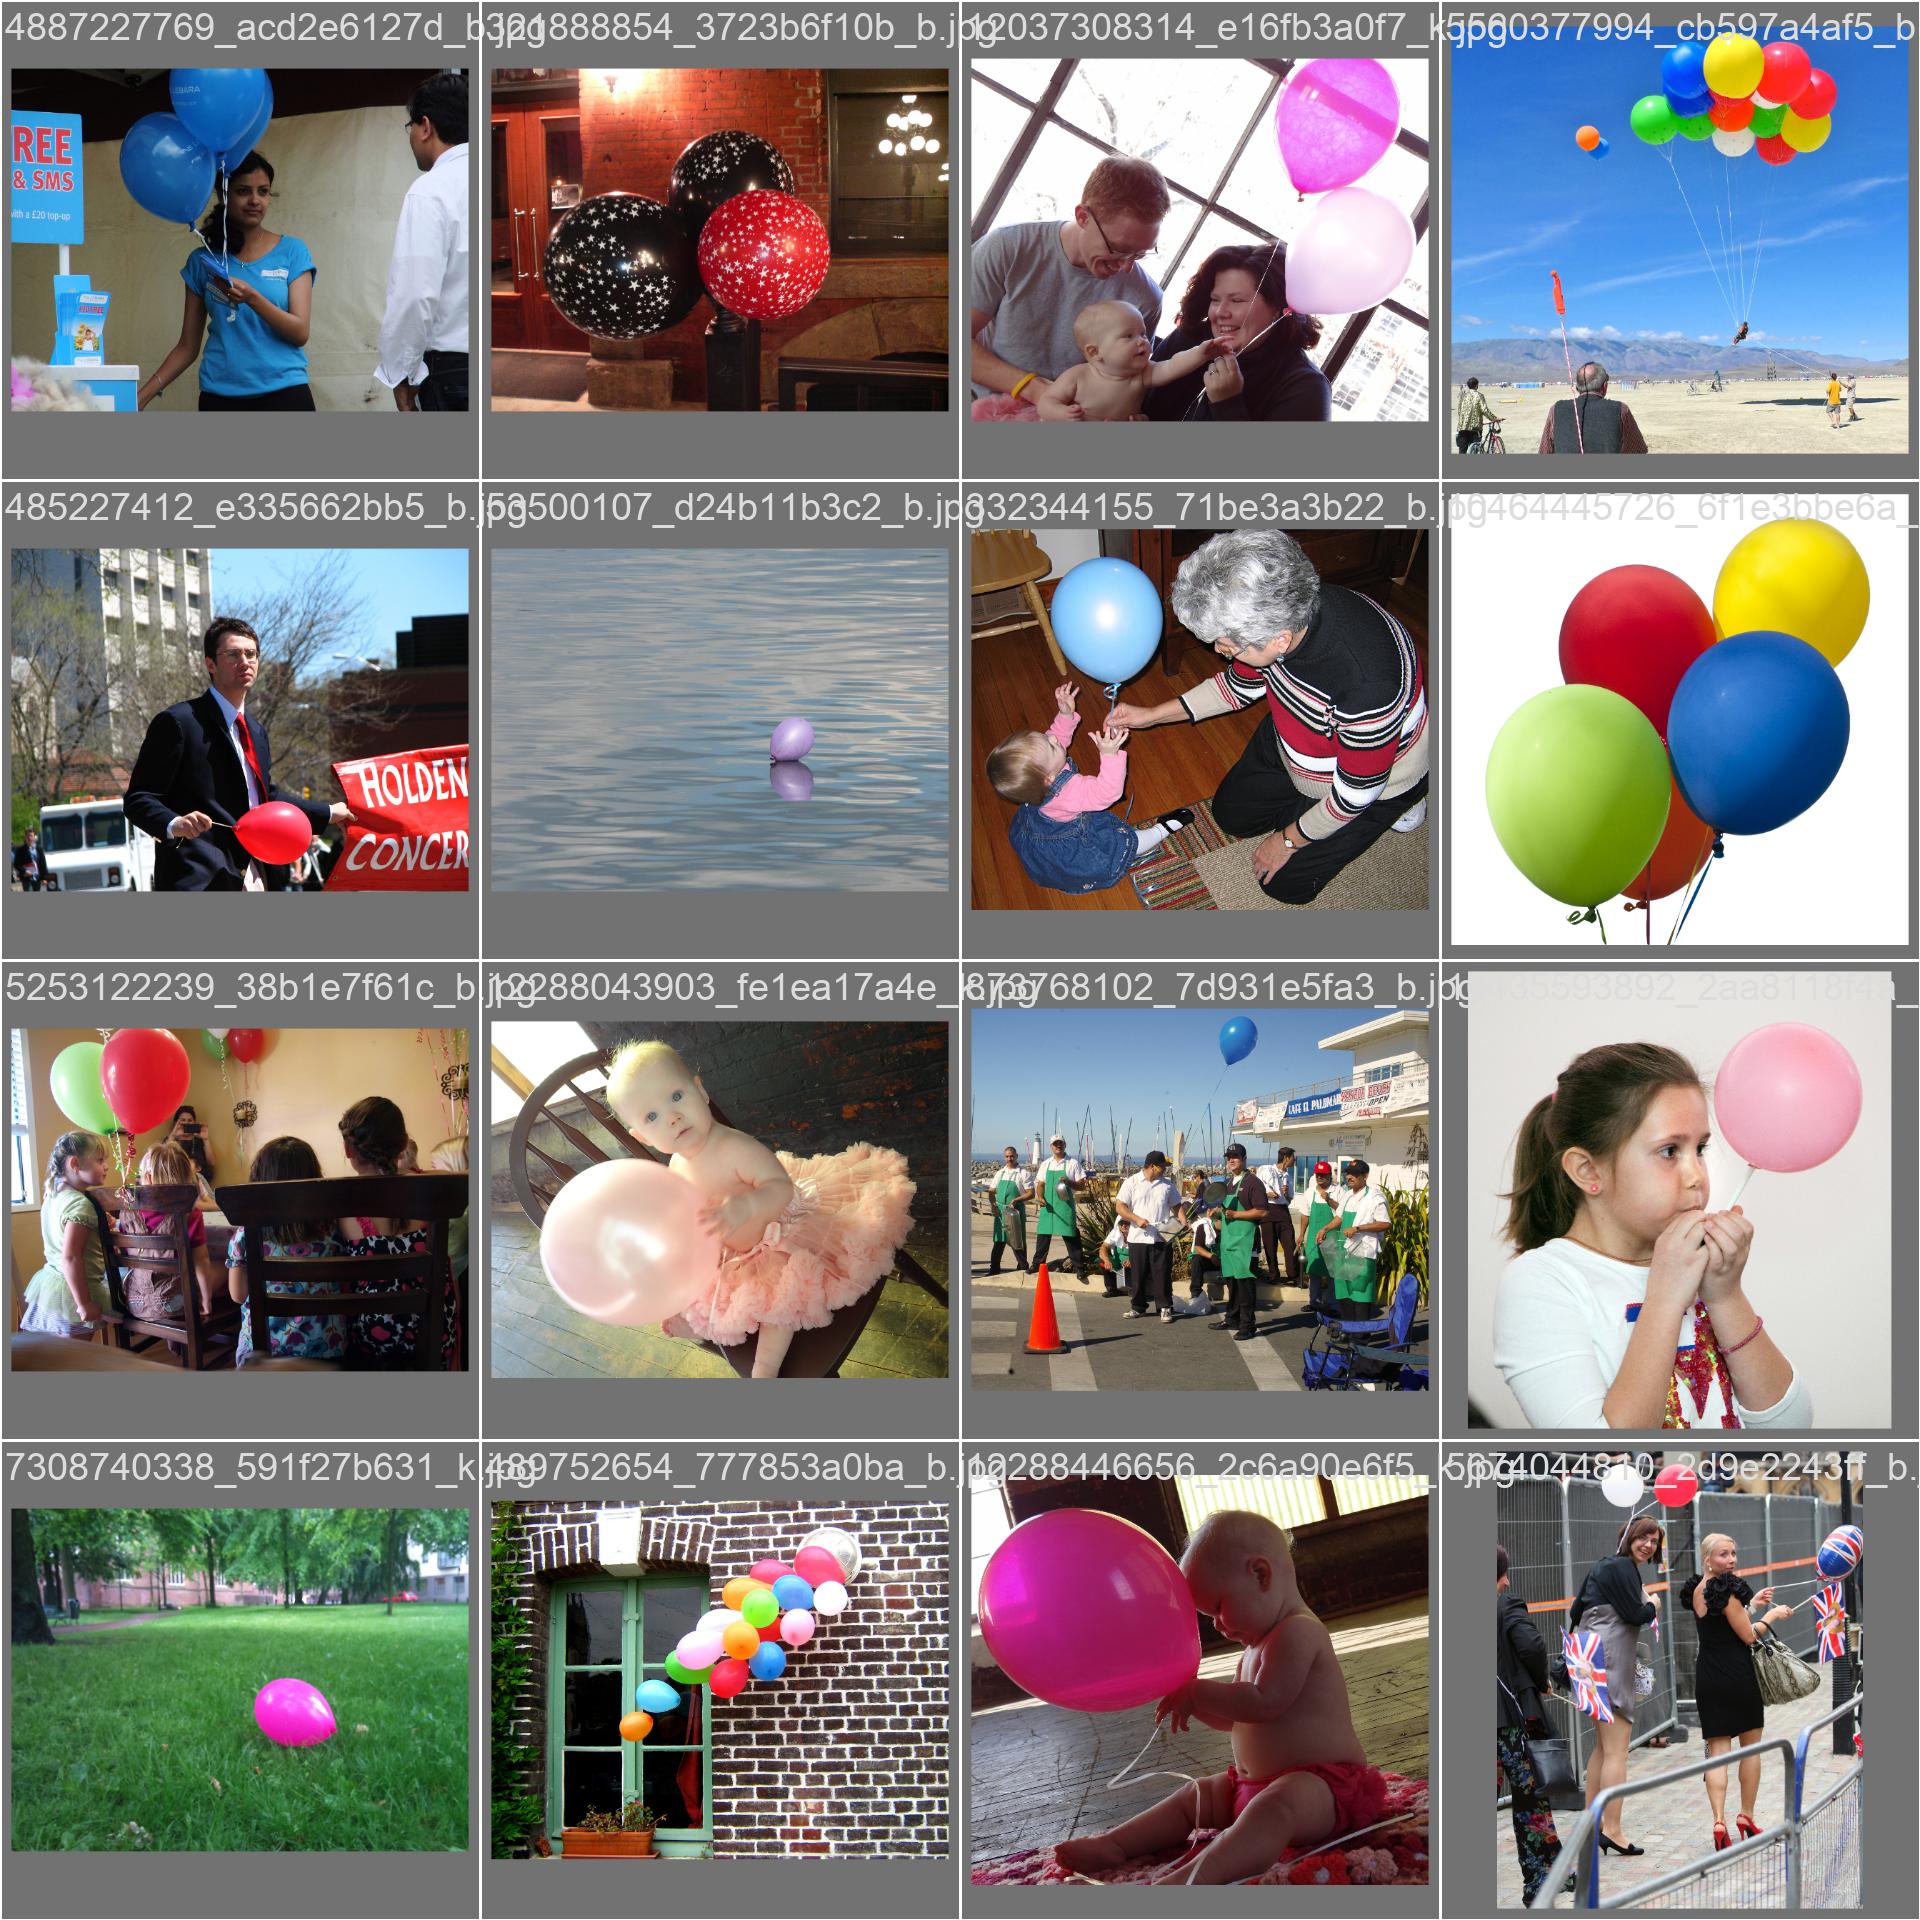 4887227769_acd2e6127d_b.jpg
321888854_3723b6f10b_b.jpg
12037308314_e16fb3a0f7_k.jpg
5560377994_cb597a4af5_b
LEBARA
REE
& SMS
with a £20 top-up
485227412_e335662bb5_b.jpg
53500107_d24b11b3c2_b.jpg
332344155_71be3a3b22_b.jpg
10464445726_6f1e3bbe6a_
HOLDEN
CONCER
5253122239_38b1e7f61c_b.jpg
12288043903_fe1ea17a4e_k.jpg
873768102_7d931e5fa3_b.jpg
2aa8118f4a_
CAFE EL PALOMAR
OPEN
7308740338_591f27b631_k.jpg
489752654_777853a0ba_b.jpg
12288446656_2c6a90e6f5_k.jpg
5674044810_2d9e2243ff_b.